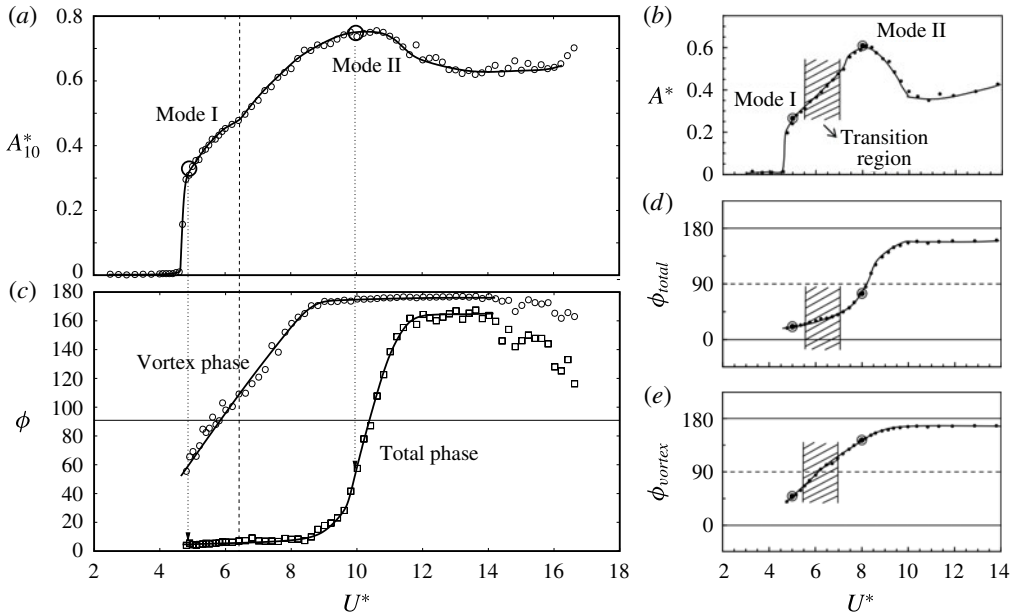 (a)
0.8
0.6
A*10
0.4
0.2
0
Mode I
Mode II
(c)
180
160
140
120
100
ϕ
80
60
40
20
0
Vortex phase
Total phase
2 4 6 8 10 12 14 16 18
U*
(b)
0.6
A*
0.4
0.2
0
Mode I
Mode II
Transition
region
(d)
180
ϕtotal
90
0
(e)
180
ϕvortex
90
0
2 4 6 8 10 12 14
U*